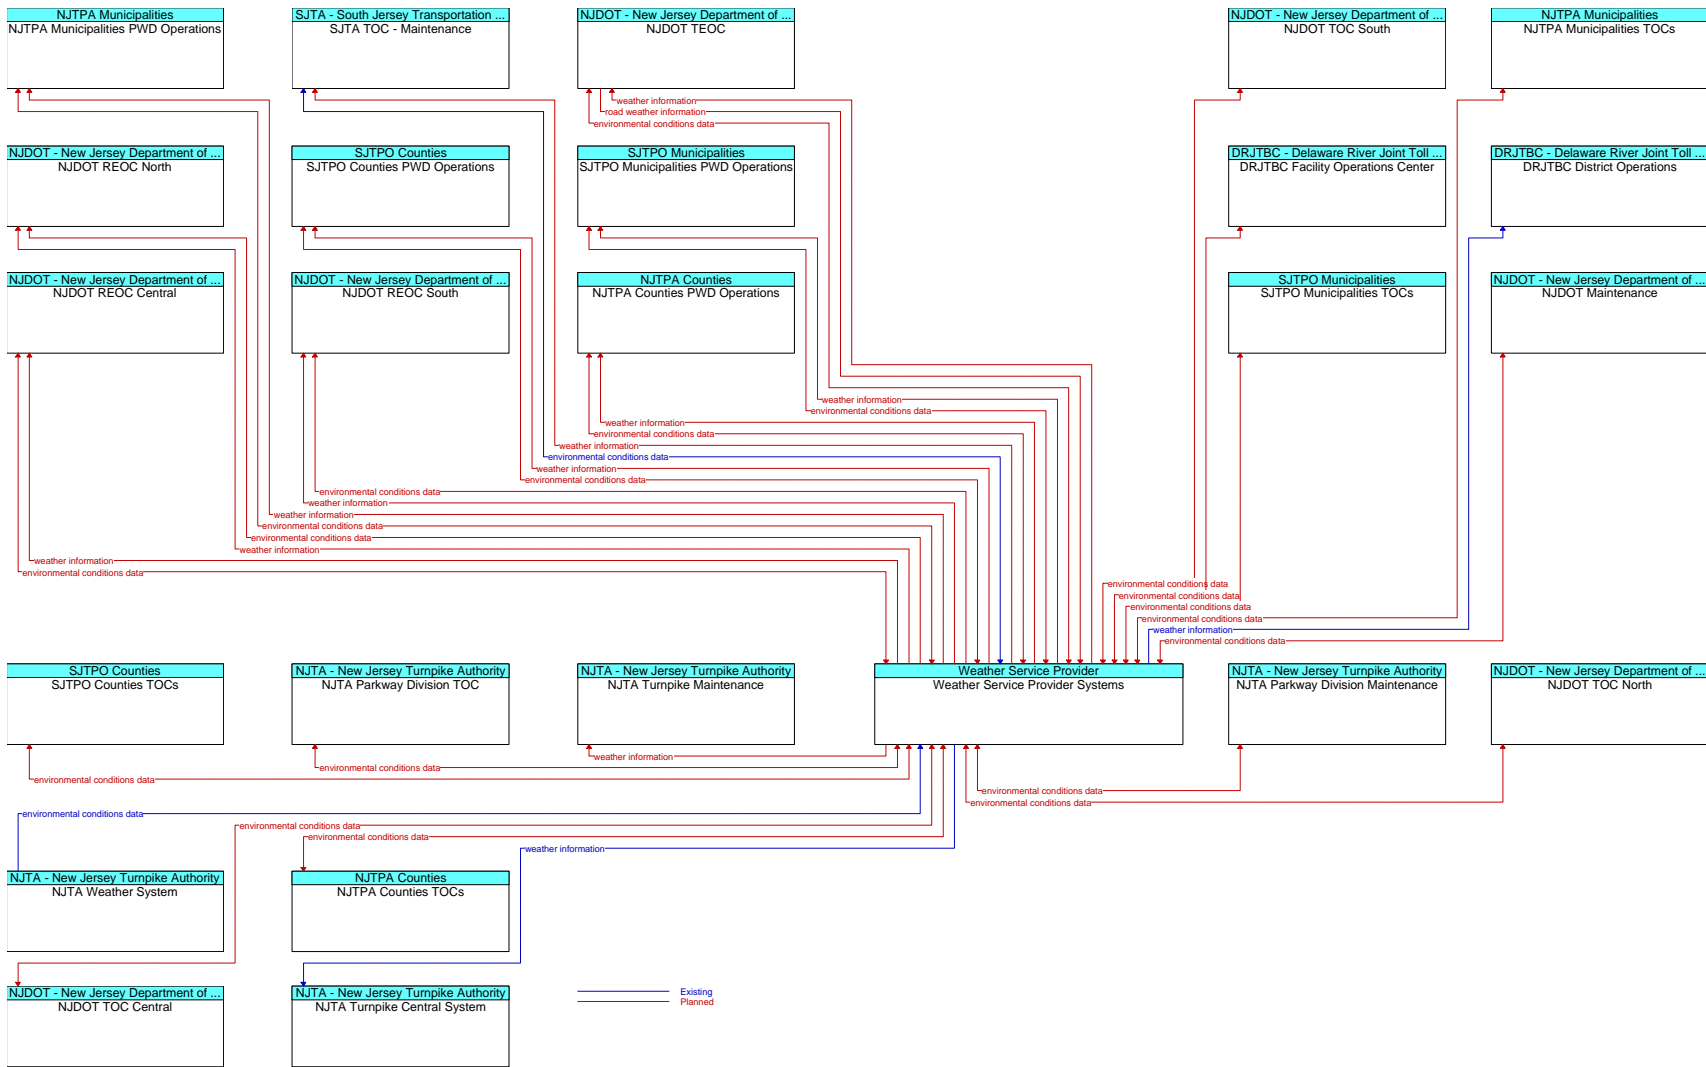 NJTPA Municipalities
NJTPA Municipalities PWD Operations
SJTA - South Jersey Transportation ...
SJTA TOC - Maintenance
NJDOT - New Jersey Department of ...
NJDOT TEOC
NJDOT - New Jersey Department of ...
NJDOT TOC South
NJTPA Municipalities
NJTPA Municipalities TOCs
weather information
road weather information
environmental conditions data
NJDOT - New Jersey Department of ...
NJDOT REOC North
SJTPO Counties
SJTPO Counties PWD Operations
SJTPO Municipalities
SJTPO Municipalities PWD Operations
DRJTBC - Delaware River Joint Toll ...
DRJTBC Facility Operations Center
DRJTBC - Delaware River Joint Toll ...
DRJTBC District Operations
NJDOT - New Jersey Department of ...
NJDOT REOC Central
NJDOT - New Jersey Department of ...
NJDOT REOC South
NJTPA Counties
NJTPA Counties PWD Operations
SJTPO Municipalities
SJTPO Municipalities TOCs
NJDOT - New Jersey Department of ...
NJDOT Maintenance
weather information
environmental conditions data
weather information
environmental conditions data
weather information
environmental conditions data
weather information
environmental conditions data
environmental conditions data
weather information
weather information
environmental conditions data
environmental conditions data
weather information
weather information
environmental conditions data
environmental conditions data
environmental conditions data
environmental conditions data
environmental conditions data
weather information
environmental conditions data
SJTPO Counties
SJTPO Counties TOCs
NJTA - New Jersey Turnpike Authority
NJTA Parkway Division TOC
NJTA - New Jersey Turnpike Authority
NJTA Turnpike Maintenance
Weather Service Provider
Weather Service Provider Systems
NJTA - New Jersey Turnpike Authority
NJTA Parkway Division Maintenance
NJDOT - New Jersey Department of ...
NJDOT TOC North
weather information
environmental conditions data
environmental conditions data
environmental conditions data
environmental conditions data
environmental conditions data
environmental conditions data
environmental conditions data
weather information
NJTA - New Jersey Turnpike Authority
NJTA Weather System
NJTPA Counties
NJTPA Counties TOCs
NJDOT - New Jersey Department of ...
NJDOT TOC Central
NJTA - New Jersey Turnpike Authority
NJTA Turnpike Central System
Existing
Planned